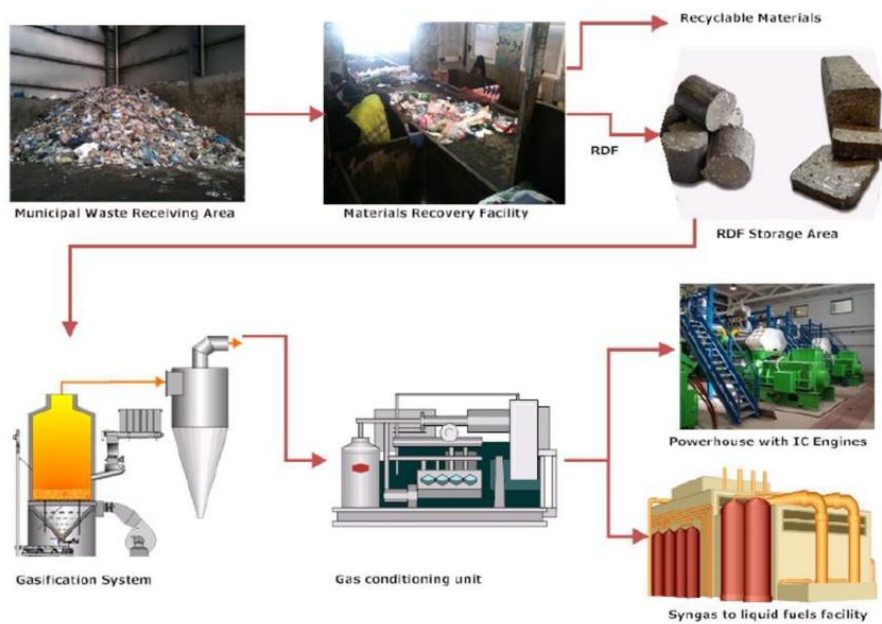 Recyclable Materials
RDF
Municipal Waste Receiving Area
Materials Recovery Facility
RDF Storage Area
Powerhouse with IC Engines
Gasification System
Gas conditioning unit
Syngas to liquid fuels facility